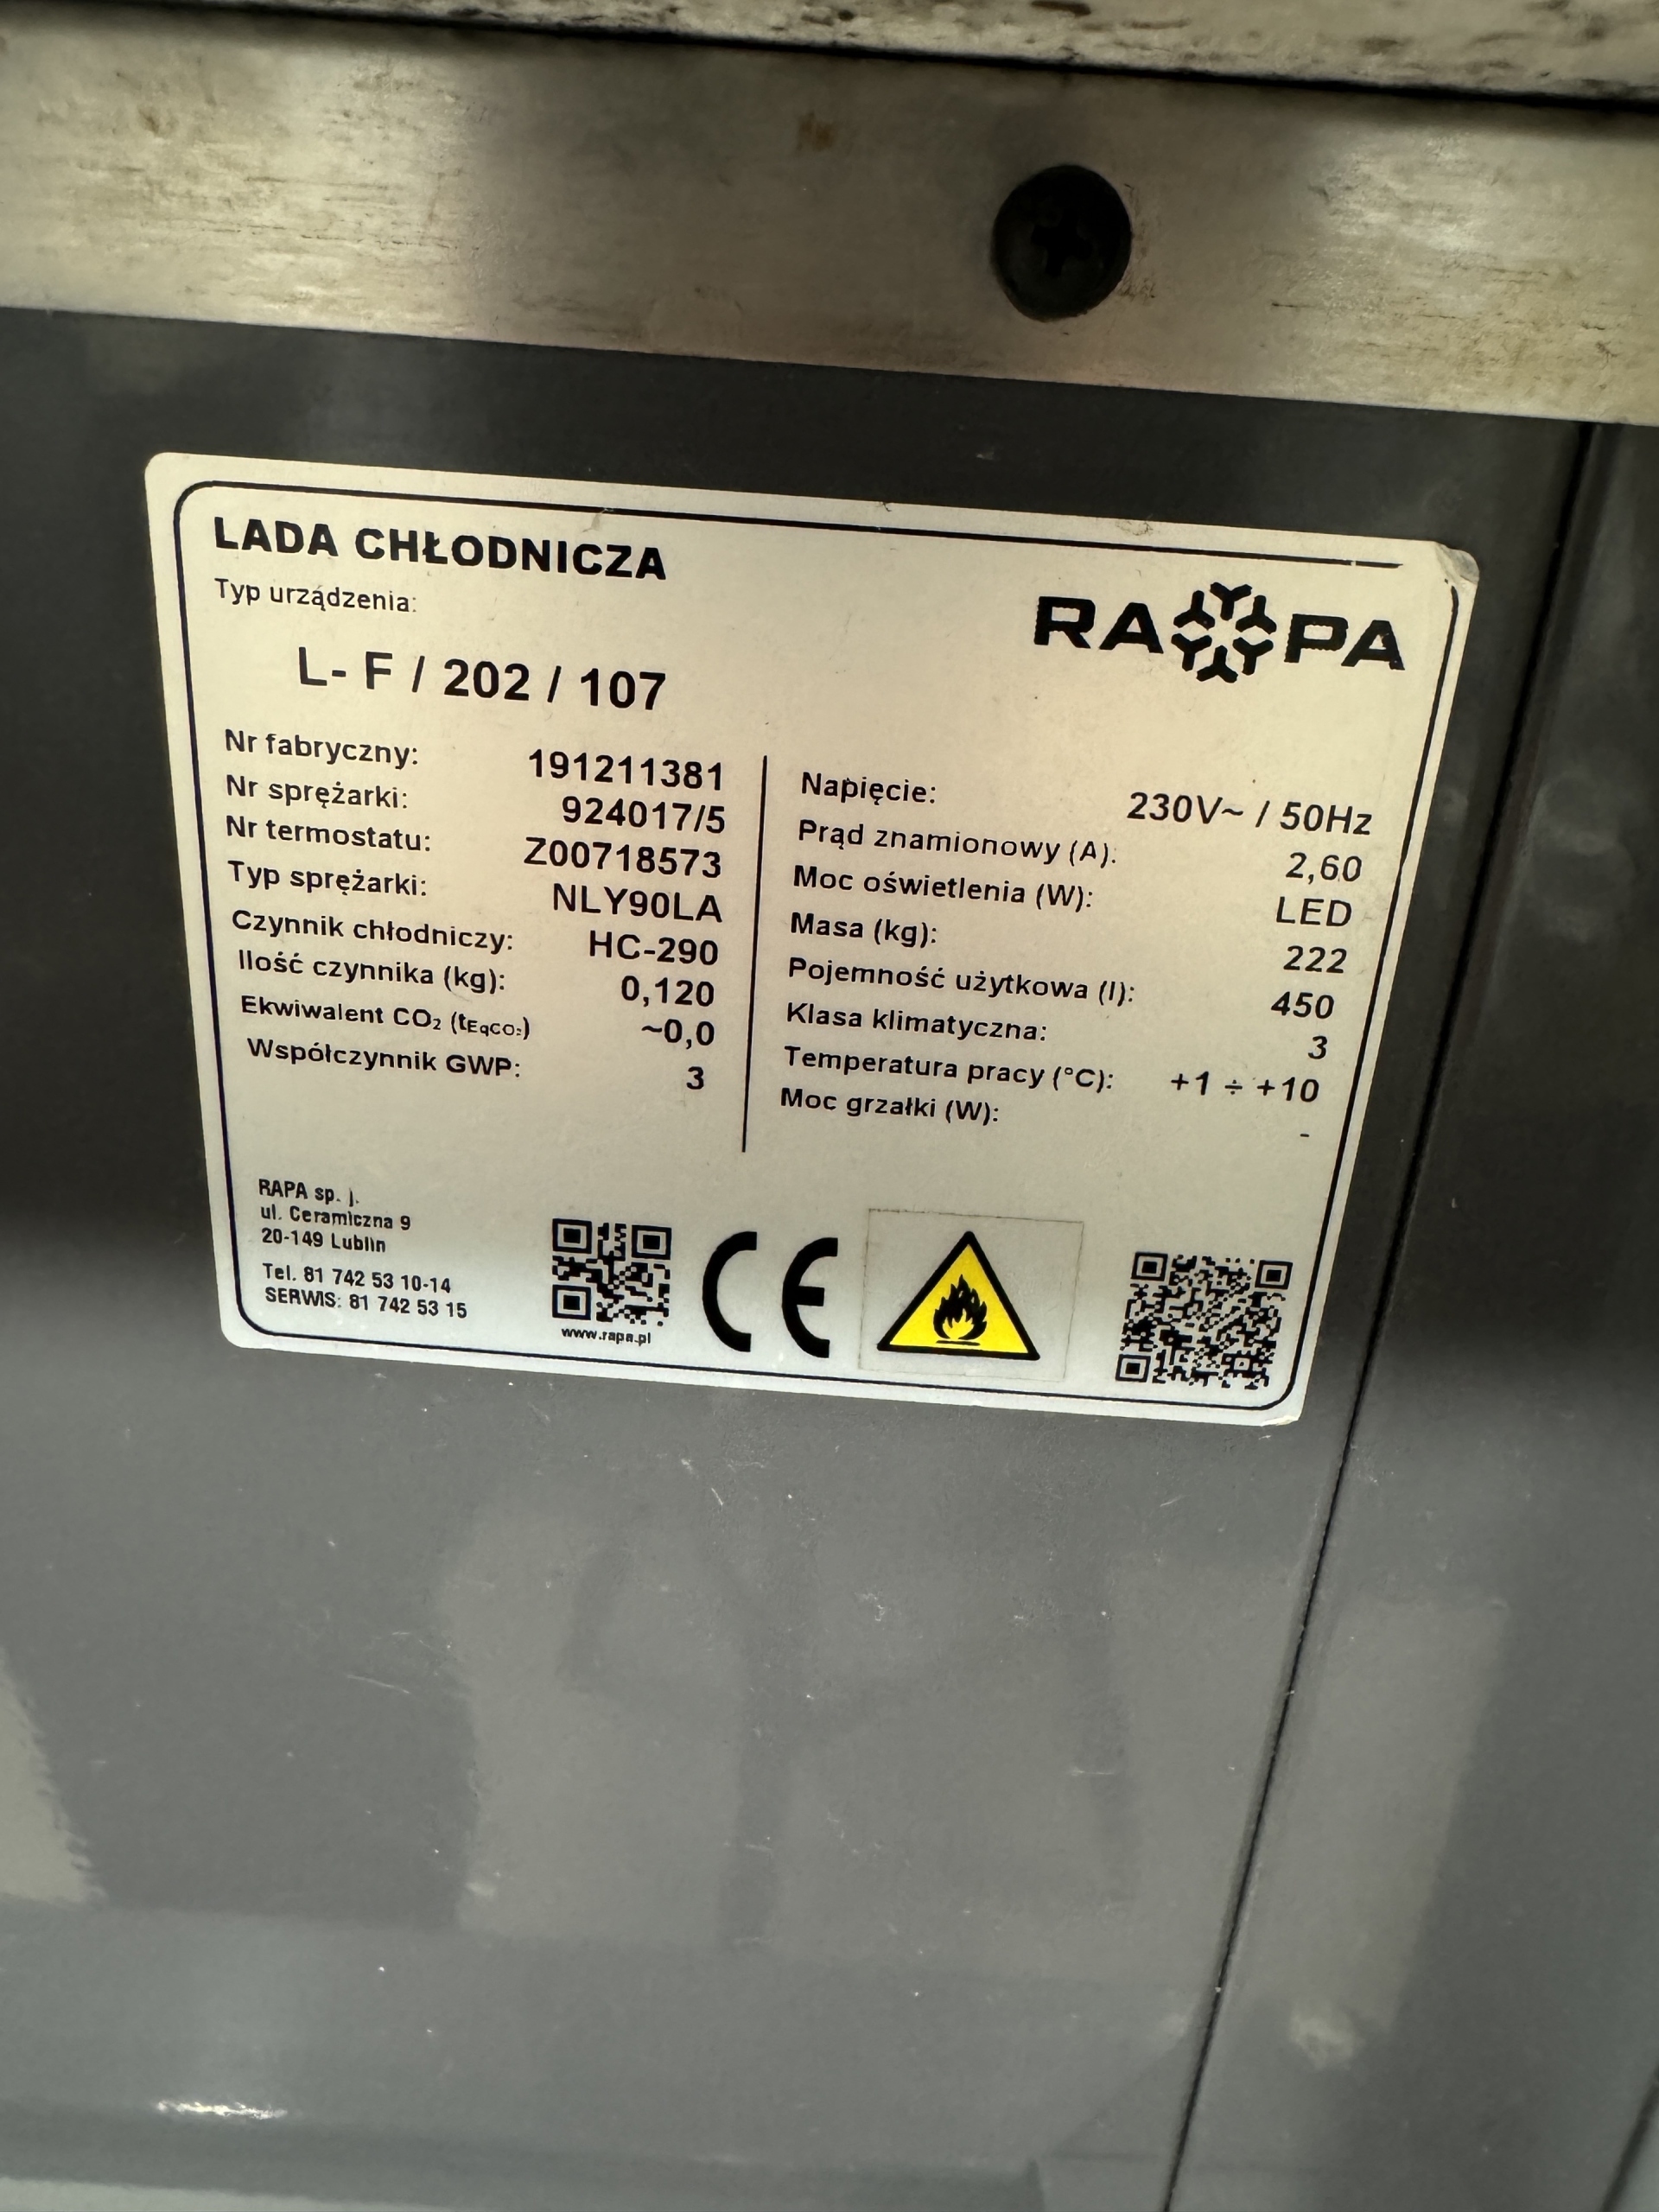 LADA CHŁODNICZA
Typ urządzenia:
RAPA
L- F / 202 / 107
Nr fabryczny: 191211381
Nr sprężarki: 924017/5
Nr termostatu: Z00718573
Typ sprężarki: NLY90LA
Czynnik chłodniczy: HC-290
Ilość czynnika (kg): 0,120
Ekwiwalent CO₂ (tEqCO₂) ~0,0
Współczynnik GWP: 3
Napięcie: 230V~ / 50Hz
Prąd znamionowy (A): 2,60
Moc oświetlenia (W): LED
Masa (kg): 222
Pojemność użytkowa (l): 450
Klasa klimatyczna: 3
Temperatura pracy (°C): +1 ÷ +10
Moc grzałki (W): -
RAPA sp. j.
ul. Ceramiczna 9
20-149 Lublin
Tel. 81 742 53 10-14
SERWIS: 81 742 53 15
www.rapa.pl
CE